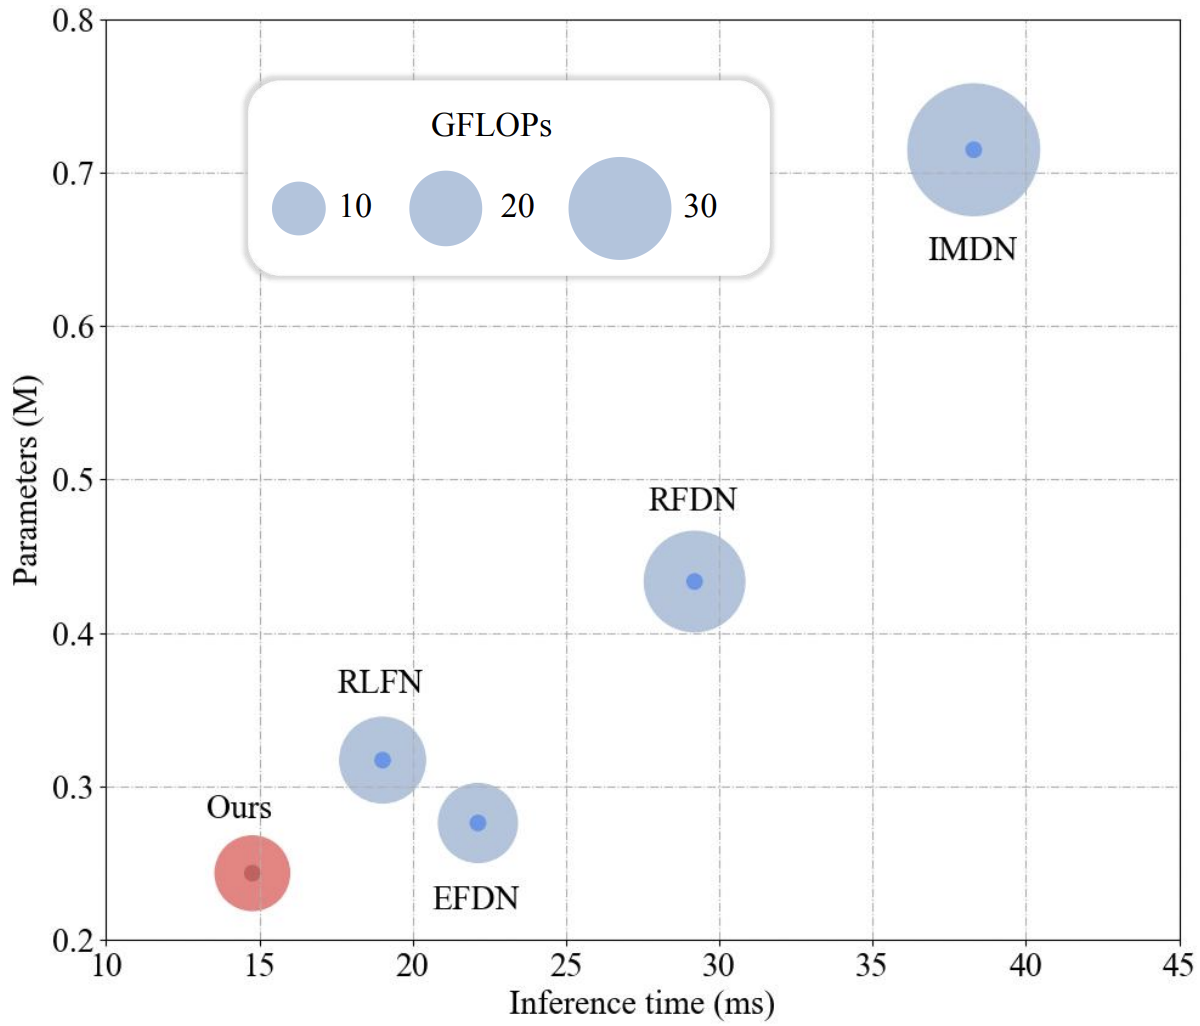 0.8
0.7
0.6
0.5
0.4
0.3
0.2
Parameters (M)
GFLOPs
10 20 30
IMDN
RFDN
RLFN
Ours
EFDN
10 15 20 25 30 35 40 45
Inference time (ms)